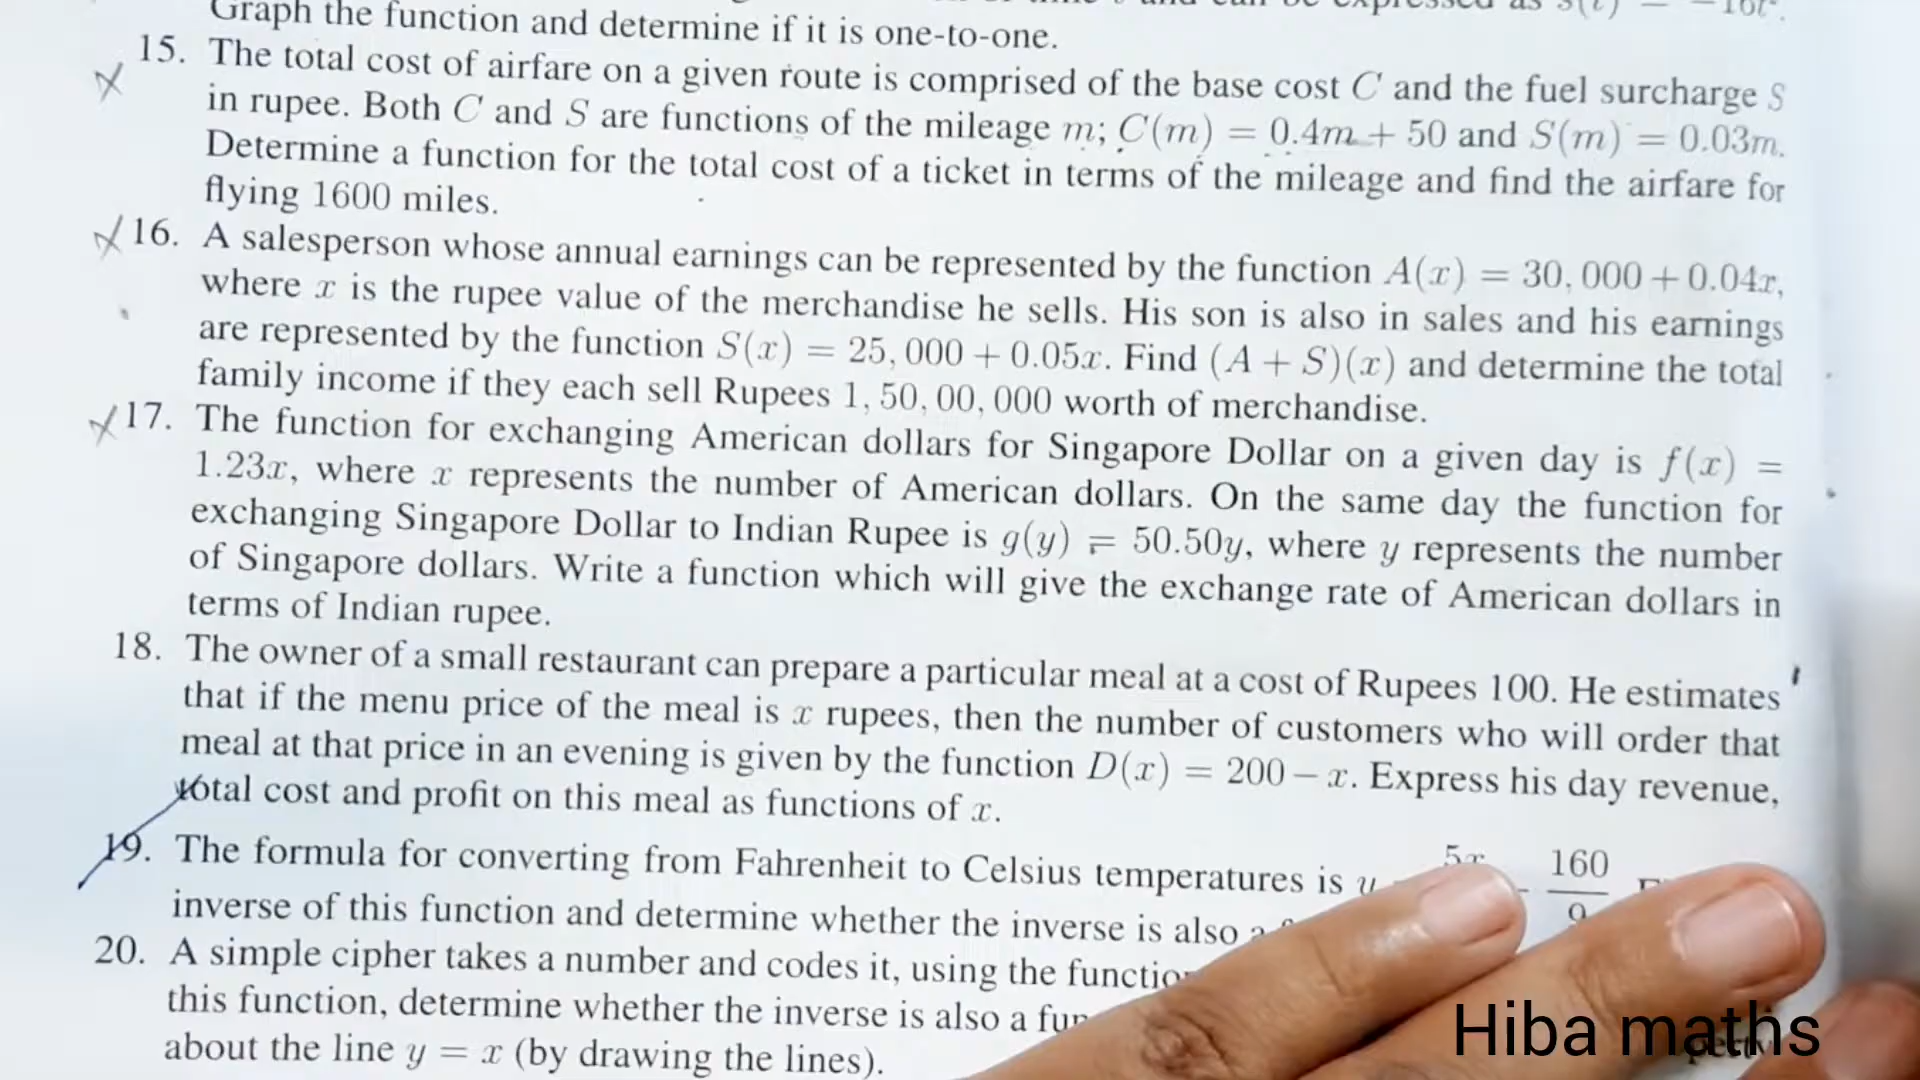 Graph the function and determine if it is one-to-one.
15. The total cost of airfare on a given route is comprised of the base cost C and the fuel surcharge S
in rupee. Both C and S are functions of the mileage m; C(m) = 0.4m + 50 and S(m) = 0.03m.
Determine a function for the total cost of a ticket in terms of the mileage and find the airfare for
flying 1600 miles.
16. A salesperson whose annual earnings can be represented by the function A(x) = 30, 000 + 0.04x,
where x is the rupee value of the merchandise he sells. His son is also in sales and his earnings
are represented by the function S(x) = 25, 000 + 0.05x. Find (A + S)(x) and determine the total
family income if they each sell Rupees 1, 50, 00, 000 worth of merchandise.
17. The function for exchanging American dollars for Singapore Dollar on a given day is f(x) =
1.23x, where x represents the number of American dollars. On the same day the function for
exchanging Singapore Dollar to Indian Rupee is g(y) = 50.50y, where y represents the number
of Singapore dollars. Write a function which will give the exchange rate of American dollars in
terms of Indian rupee.
18. The owner of a small restaurant can prepare a particular meal at a cost of Rupees 100. He estimates
that if the menu price of the meal is x rupees, then the number of customers who will order that
meal at that price in an evening is given by the function D(x) = 200 − x. Express his day revenue,
total cost and profit on this meal as functions of x.
19. The formula for converting from Fahrenheit to Celsius temperatures is y 160
inverse of this function and determine whether the inverse is also
20. A simple cipher takes a number and codes it, using the
this function, determine whether the inverse is also a
about the line y = x (by drawing the lines).
Hiba maths